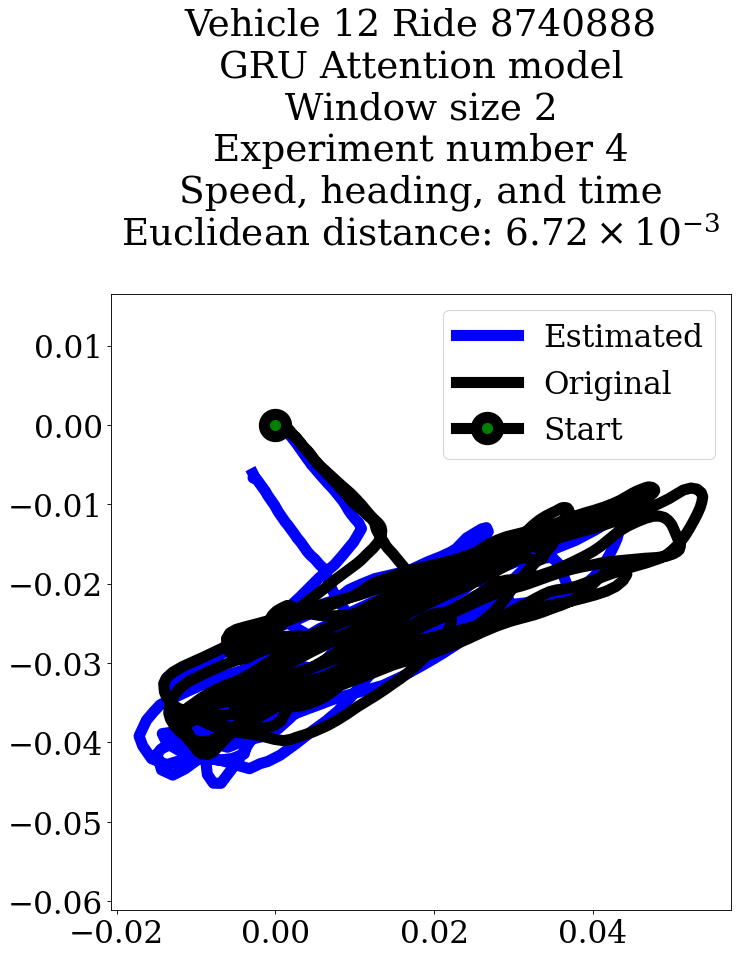 Vehicle 12 Ride 8740888
GRU Attention model
Window size 2
Experiment number 4
Speed, heading, and time
Euclidean distance: 6.72 × 10⁻³
Estimated
Original
Start
0.01
0.00
−0.01
−0.02
−0.03
−0.04
−0.05
−0.06
−0.02 0.00 0.02 0.04